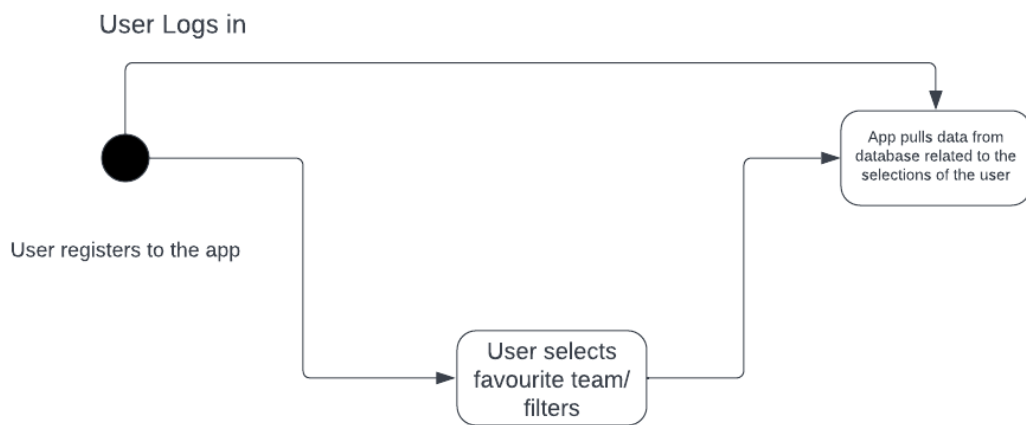 User Logs in
App pulls data from
database related to the
selections of the user
User registers to the app
User selects
favourite team/
filters